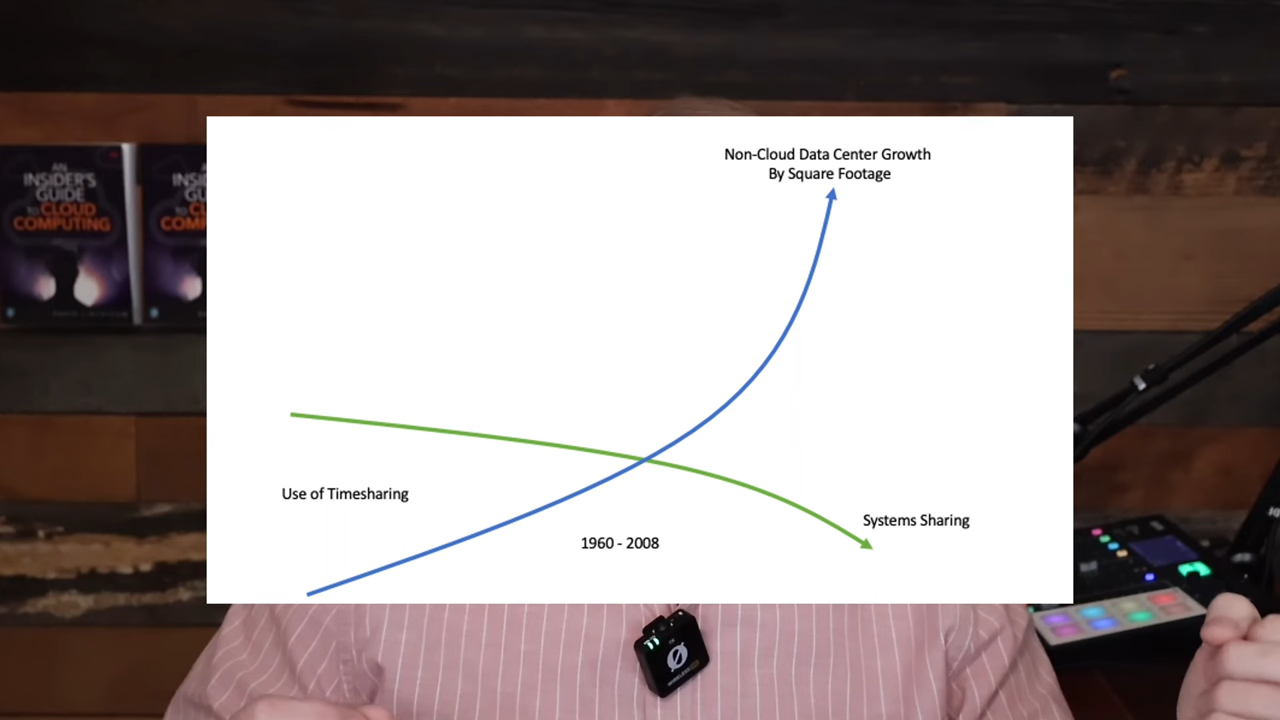 Non-Cloud Data Center Growth
By Square Footage
Use of Timesharing
Systems Sharing
1960 - 2008
AN
INSIDER'S
GUIDE
TO CLOUD
COMPUTING